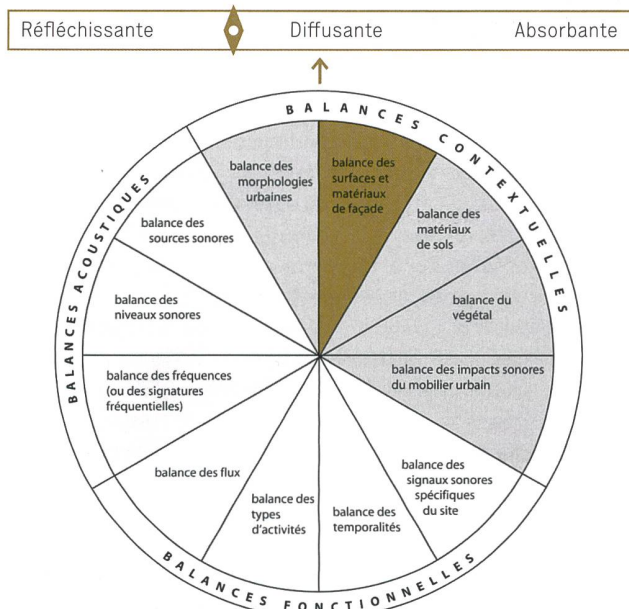 Réfléchissante Diffusante Absorbante
BALANCES CONTEXTUELLES
balance des
morphologies
urbaines
balance des
surfaces et
matériaux
de façade
balance des
matériaux
de sols
balance du
végétal
balance des impacts sonores
du mobilier urbain
BALANCES ACOUSTIQUES
balance des
sources sonores
balance des
niveaux sonores
balance des fréquences
(ou des signatures
fréquentielles)
BALANCES FONCTIONNELLES
balance des flux
balance des
types
d'activités
balance des
temporalités
balance des
signaux sonores
spécifiques
du site